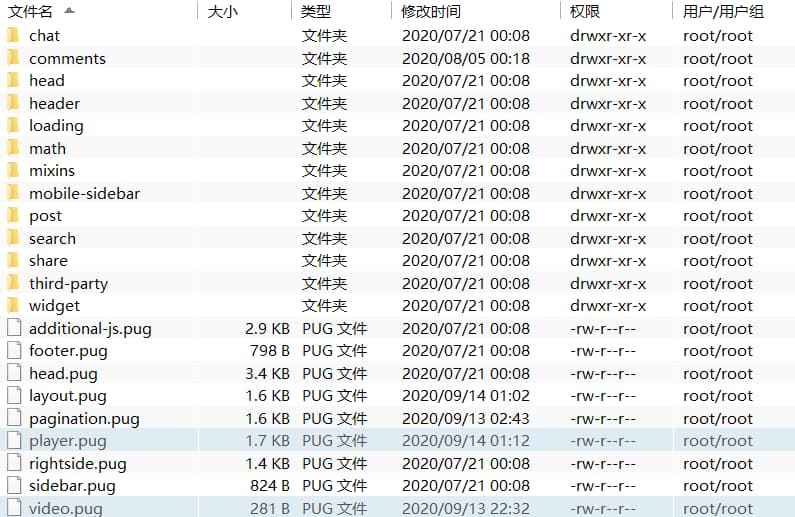 文件名 大小 类型 修改时间 权限 用户/用户组
chat 文件夹 2020/07/21 00:08 drwxr-xr-x root/root
comments 文件夹 2020/08/05 00:18 drwxr-xr-x root/root
head 文件夹 2020/07/21 00:08 drwxr-xr-x root/root
header 文件夹 2020/07/21 00:08 drwxr-xr-x root/root
loading 文件夹 2020/07/21 00:08 drwxr-xr-x root/root
math 文件夹 2020/07/21 00:08 drwxr-xr-x root/root
mixins 文件夹 2020/07/21 00:08 drwxr-xr-x root/root
mobile-sidebar 文件夹 2020/07/21 00:08 drwxr-xr-x root/root
post 文件夹 2020/07/21 00:08 drwxr-xr-x root/root
search 文件夹 2020/07/21 00:08 drwxr-xr-x root/root
share 文件夹 2020/07/21 00:08 drwxr-xr-x root/root
third-party 文件夹 2020/07/21 00:08 drwxr-xr-x root/root
widget 文件夹 2020/07/21 00:08 drwxr-xr-x root/root
additional-js.pug 2.9 KB PUG 文件 2020/07/21 00:08 -rw-r--r-- root/root
footer.pug 798 B PUG 文件 2020/07/21 00:08 -rw-r--r-- root/root
head.pug 3.4 KB PUG 文件 2020/07/21 00:08 -rw-r--r-- root/root
layout.pug 1.6 KB PUG 文件 2020/09/14 01:02 -rw-r--r-- root/root
pagination.pug 1.6 KB PUG 文件 2020/09/13 02:43 -rw-r--r-- root/root
player.pug 1.7 KB PUG 文件 2020/09/14 01:12 -rw-r--r-- root/root
rightside.pug 1.4 KB PUG 文件 2020/07/21 00:08 -rw-r--r-- root/root
sidebar.pug 824 B PUG 文件 2020/07/21 00:08 -rw-r--r-- root/root
video.pug 281 B PUG 文件 2020/09/13 22:32 -rw-r--r-- root/root